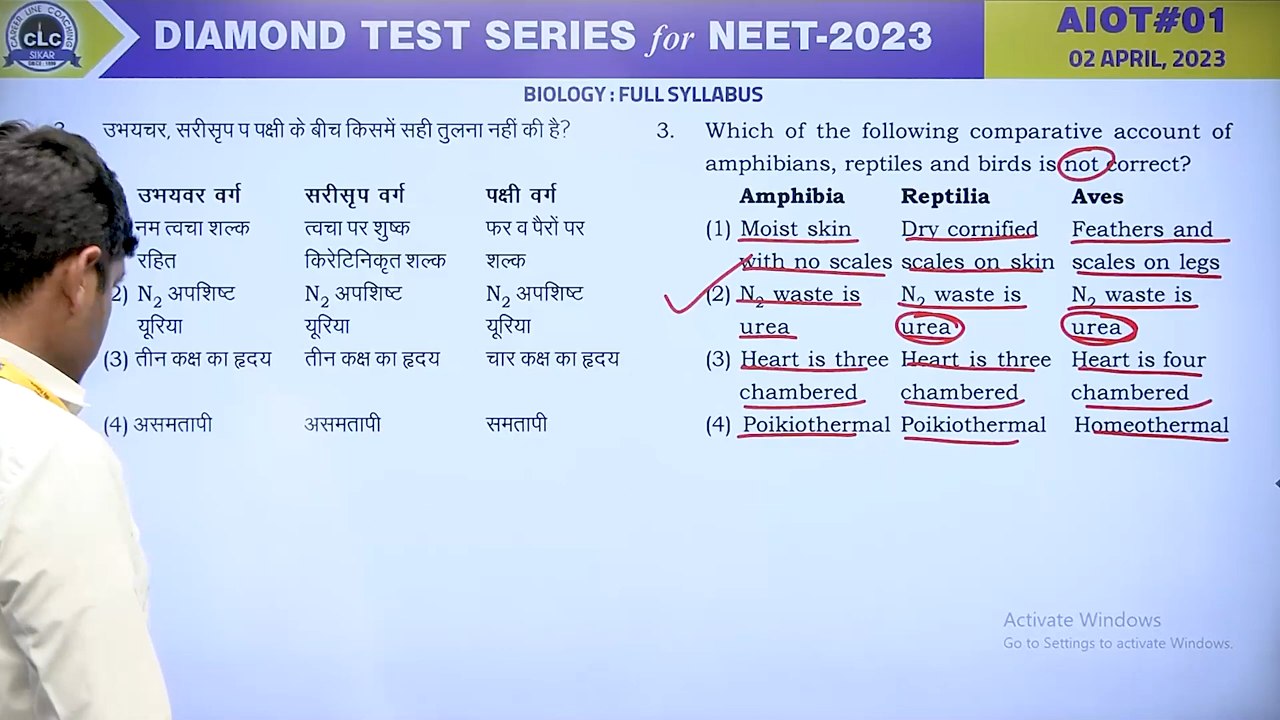 CAREER LINE COACHING
CLC
SIKAR
DIAMOND TEST SERIES for NEET-2023
AIOT#01
02 APRIL, 2023
BIOLOGY : FULL SYLLABUS
उभयचर, सरीसृप प पक्षी के बीच किसमें सही तुलना नहीं की है?
उभयवर वर्ग सरीसृप वर्ग पक्षी वर्ग
नम त्वचा शल्क त्वचा पर शुष्क फर व पैरों पर
रहित किरेटिनिकृत शल्क शल्क
2) N₂ अपशिष्ट N₂ अपशिष्ट N₂ अपशिष्ट
यूरिया यूरिया यूरिया
(3) तीन कक्ष का हृदय तीन कक्ष का हृदय चार कक्ष का हृदय
(4) असमतापी असमतापी समतापी
3. Which of the following comparative account of
amphibians, reptiles and birds is not correct?
Amphibia Reptilia Aves
(1) Moist skin Dry cornified Feathers and
with no scales scales on skin scales on legs
(2) N₂ waste is N₂ waste is N₂ waste is
urea urea urea
(3) Heart is three Heart is three Heart is four
chambered chambered chambered
(4) Poikiothermal Poikiothermal Homeothermal
Activate Windows
Go to Settings to activate Windows.